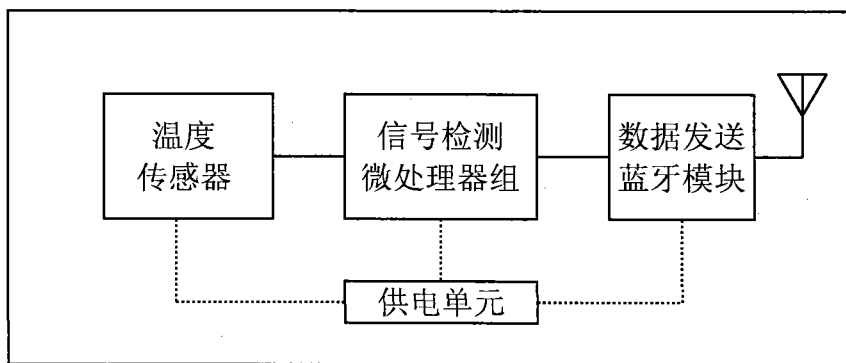 温度
传感器
信号检测
微处理器组
数据发送
蓝牙模块
供电单元